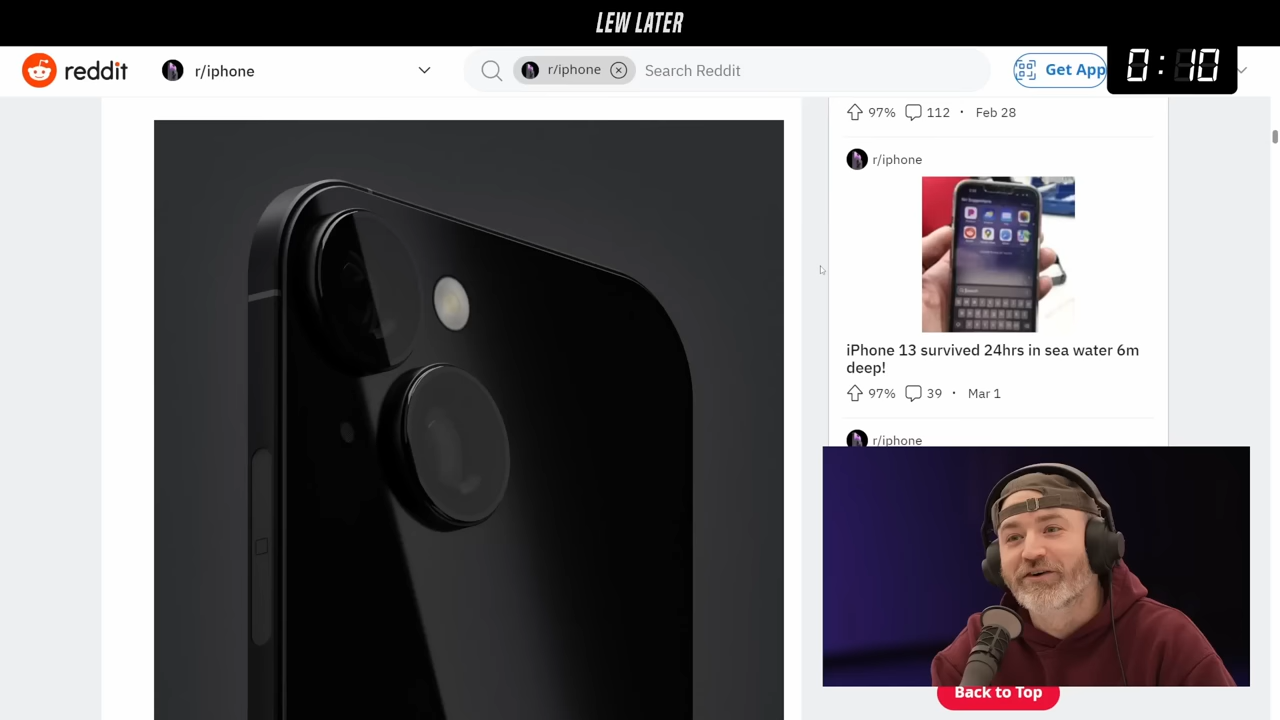 LEW LATER
reddit
r/iphone
r/iphone
Search Reddit
Get App
0:10
97% 112 · Feb 28
r/iphone
iPhone 13 survived 24hrs in sea water 6m
deep!
97% 39 · Mar 1
r/iphone
Back to Top